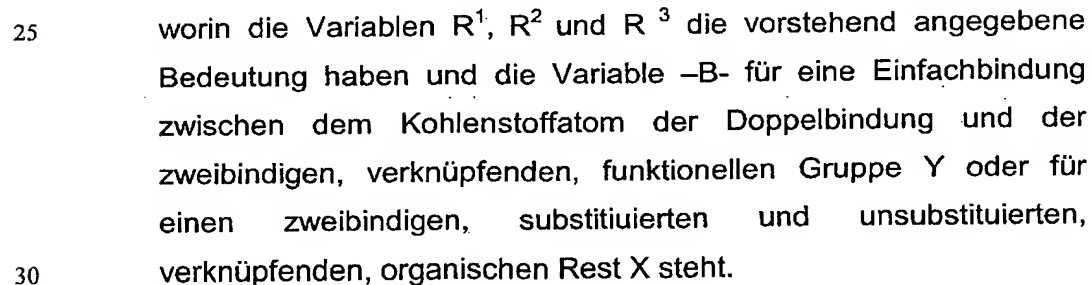 25 worin die Variablen R¹, R² und R ³ die vorstehend angegebene
Bedeutung haben und die Variable –B- für eine Einfachbindung
zwischen dem Kohlenstoffatom der Doppelbindung und der
zweibindigen, verknüpfenden, funktionellen Gruppe Y oder für
einen zweibindigen, substitiuierten und unsubstituierten,
30 verknüpfenden, organischen Rest X steht.